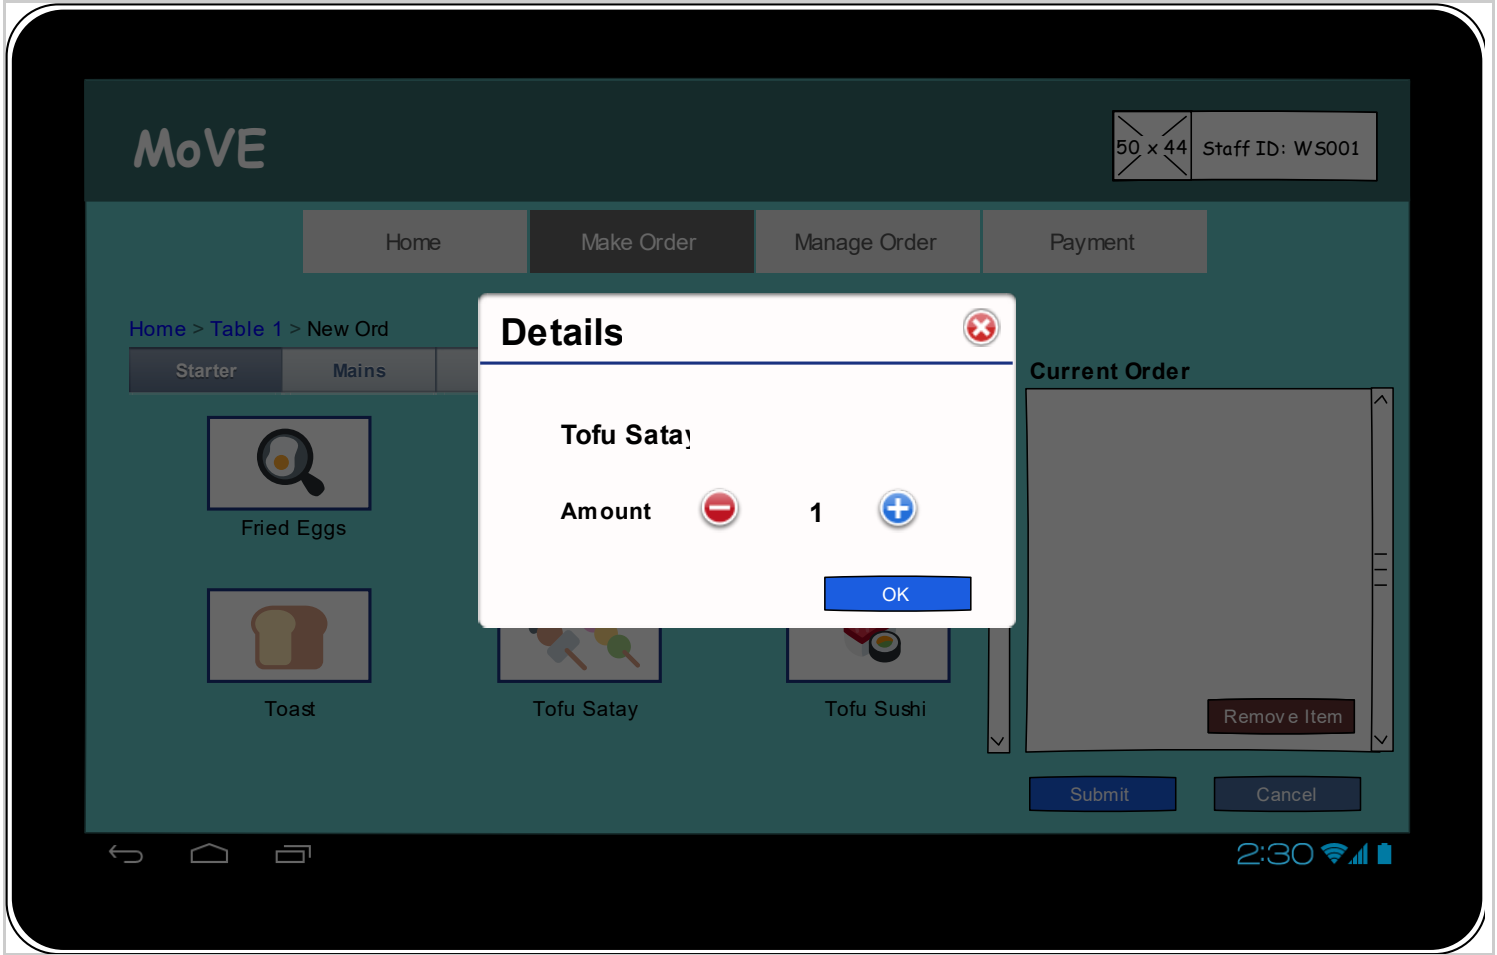 MoVE
50 x 44
Staff ID: WS001
Home
Make Order
Manage Order
Payment
Home > Table 1 > New Ord
Details
Starter
Mains
Current Order
Tofu Satay
Amount
1
Fried Eggs
OK
Toast
Tofu Satay
Tofu Sushi
Remove Item
Submit
Cancel
2:30